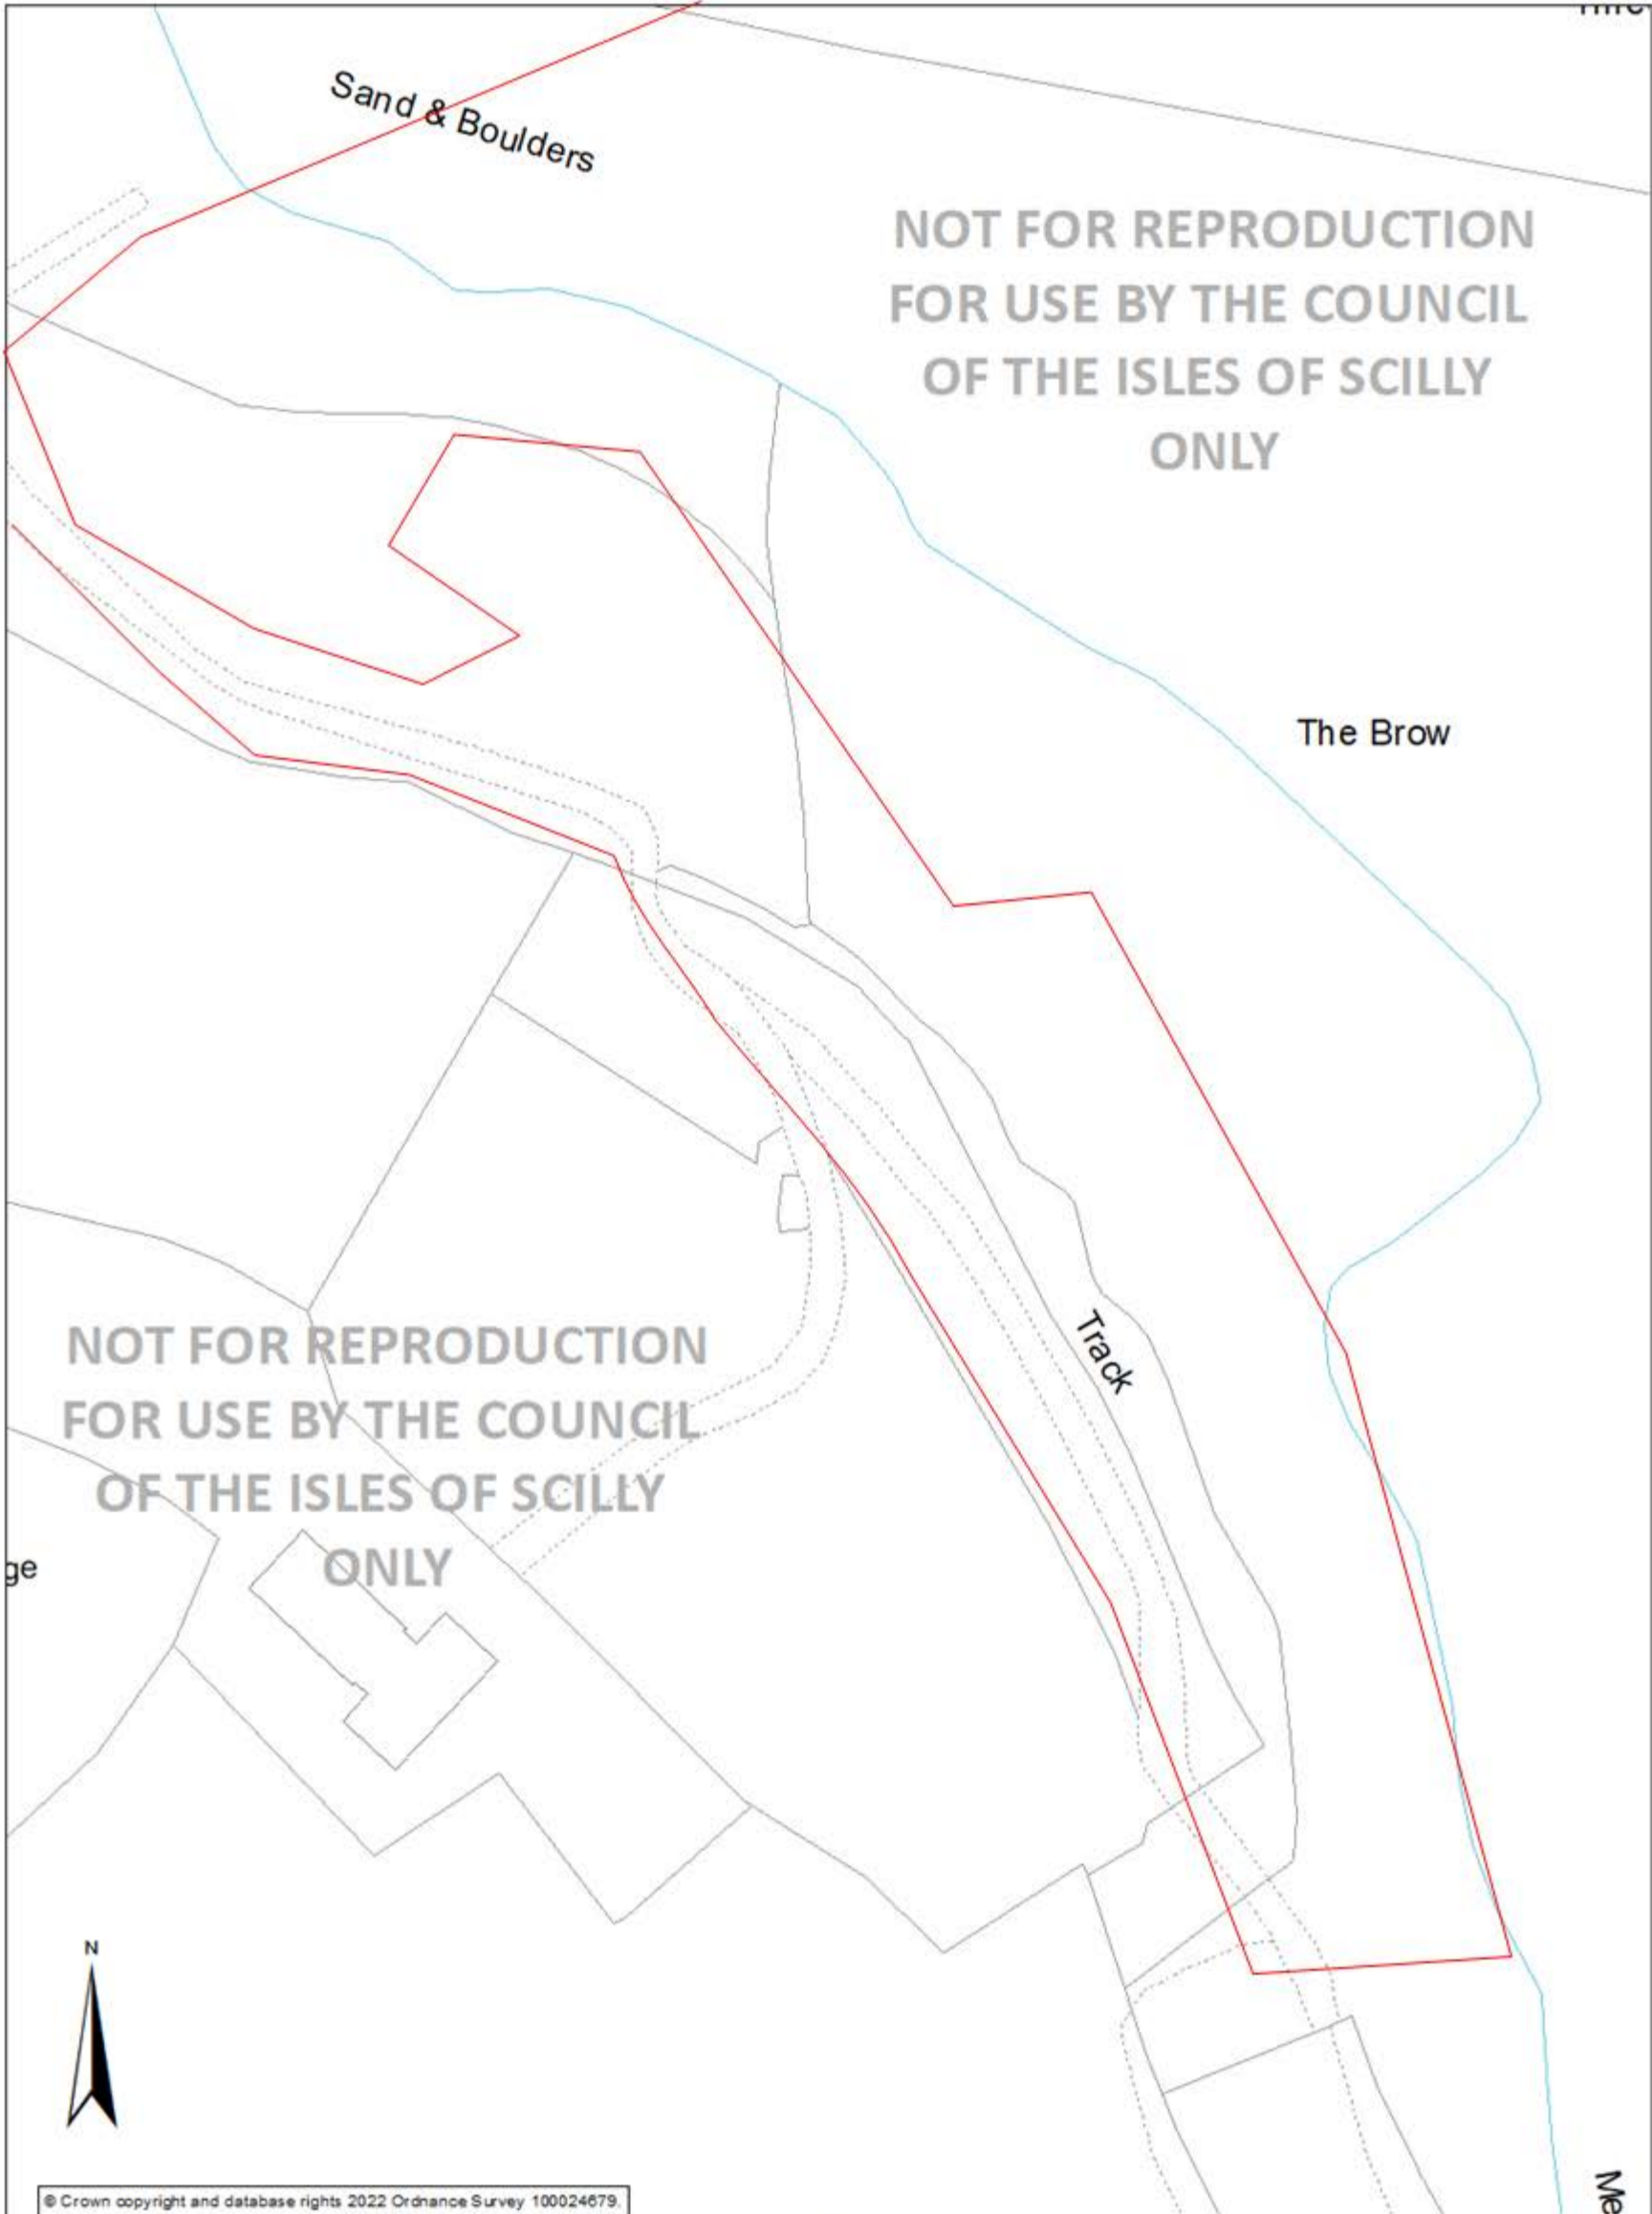 Sand & Boulders
NOT FOR REPRODUCTION
FOR USE BY THE COUNCIL
OF THE ISLES OF SCILLY
ONLY
The Brow
Track
NOT FOR REPRODUCTION
FOR USE BY THE COUNCIL
OF THE ISLES OF SCILLY
ONLY
ge
N
Me
© Crown copyright and database rights 2022 Ordnance Survey 100024679.